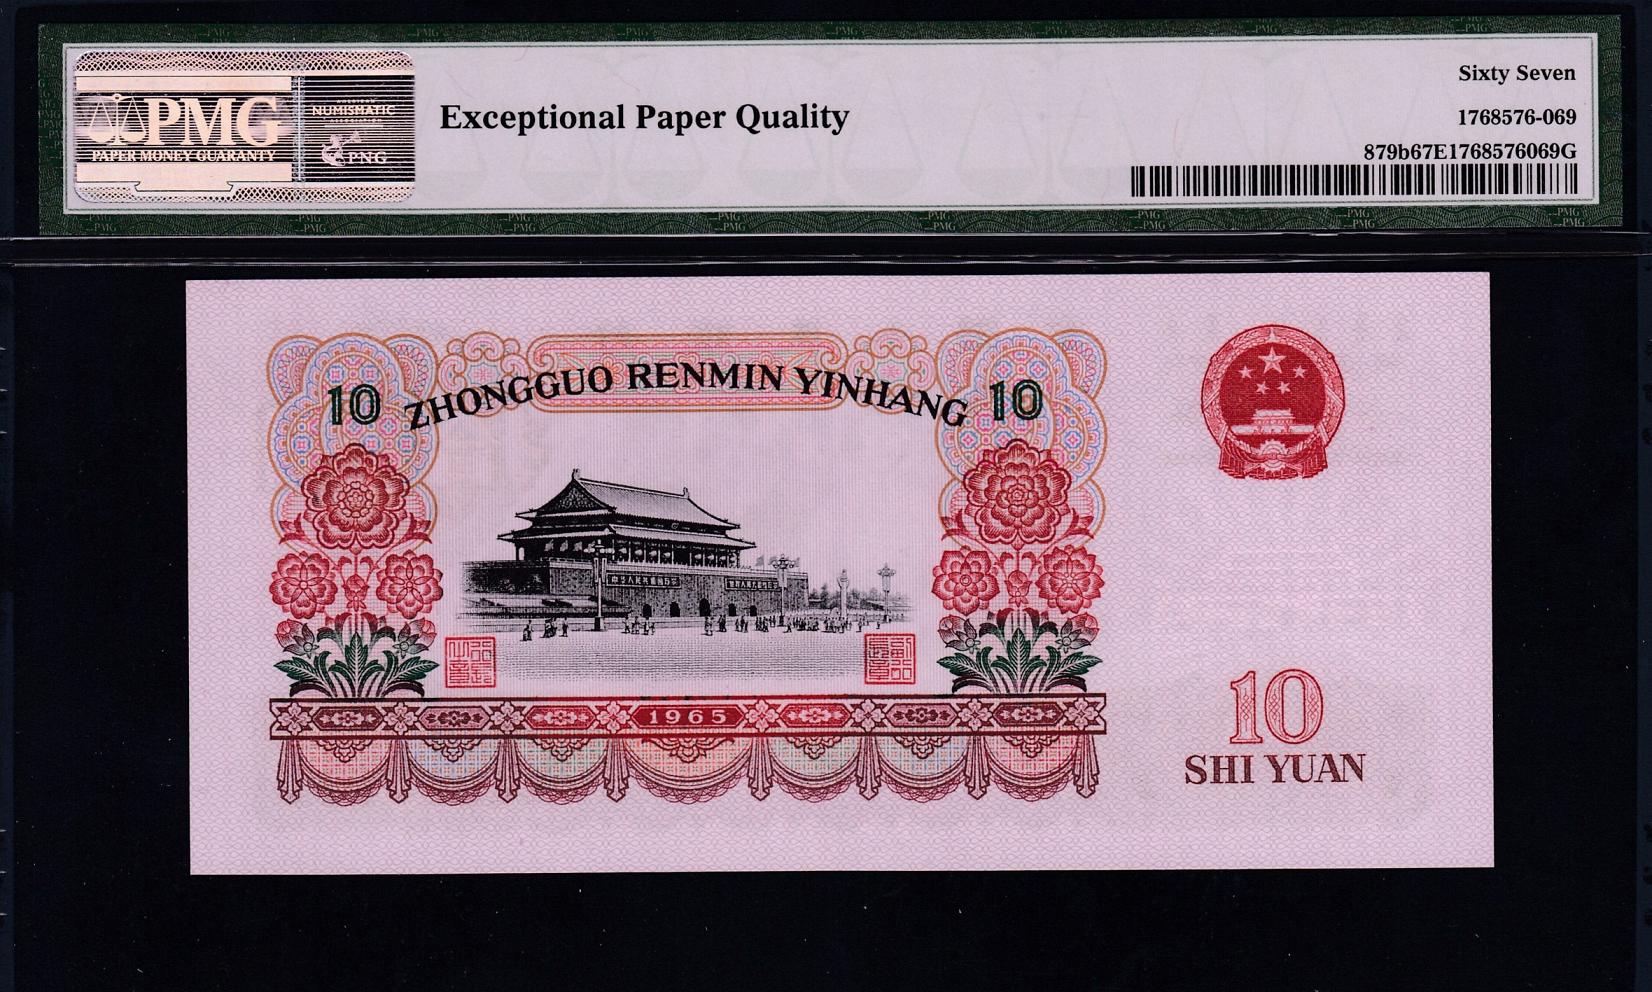 PMG
PAPER MONEY GUARANTY
NUMISMATIC
PNG
Exceptional Paper Quality
Sixty Seven
1768576-069
879b67E1768576069G
10 ZHONGGUO RENMIN YINHANG 10
1965
10
SHI YUAN